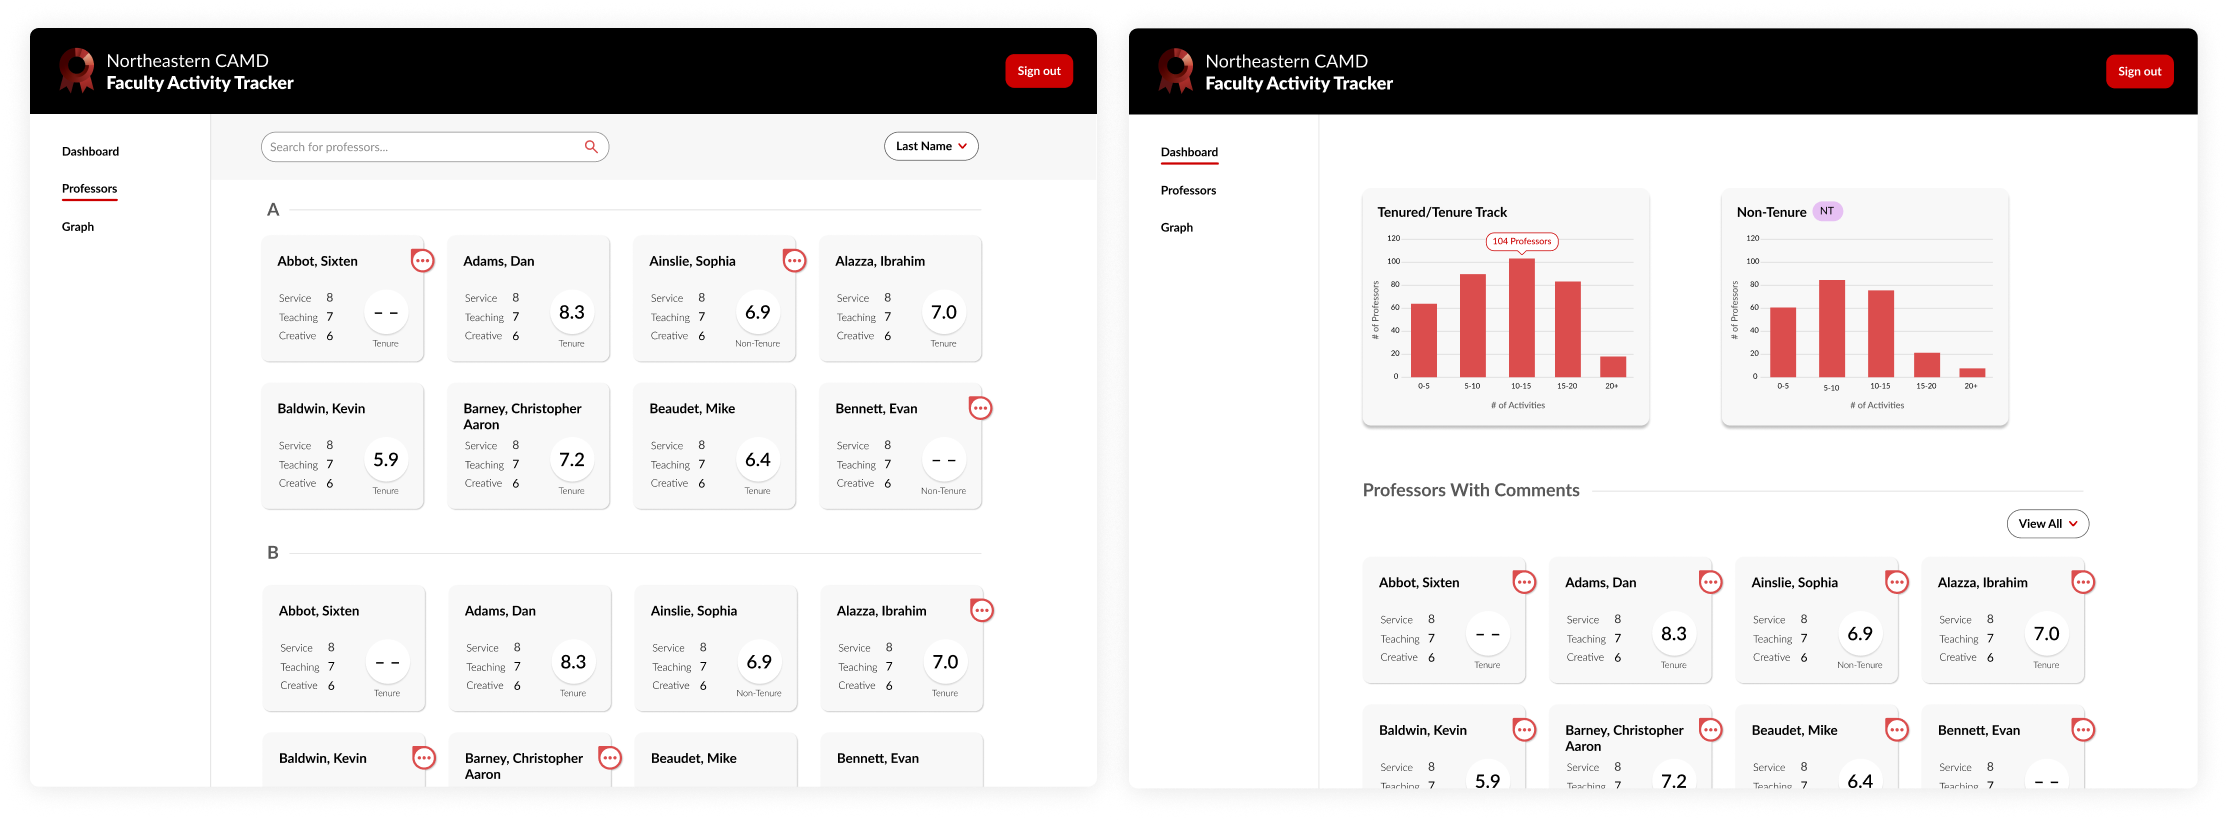 Northeastern CAMD
Faculty Activity Tracker
Sign out
Dashboard
Professors
Graph
Search for professors...
Last Name
A
Abbot, Sixten
Service 8
Teaching 7
Creative 6
- -
Tenure
Adams, Dan
Service 8
Teaching 7
Creative 6
8.3
Tenure
Ainslie, Sophia
Service 8
Teaching 7
Creative 6
6.9
Non-Tenure
Alazza, Ibrahim
Service 8
Teaching 7
Creative 6
7.0
Tenure
Baldwin, Kevin
Service 8
Teaching 7
Creative 6
5.9
Tenure
Barney, Christopher
Aaron
Service 8
Teaching 7
Creative 6
7.2
Tenure
Beaudet, Mike
Service 8
Teaching 7
Creative 6
6.4
Tenure
Bennett, Evan
Service 8
Teaching 7
Creative 6
- -
Non-Tenure
B
Abbot, Sixten
Service 8
Teaching 7
Creative 6
- -
Tenure
Adams, Dan
Service 8
Teaching 7
Creative 6
8.3
Tenure
Ainslie, Sophia
Service 8
Teaching 7
Creative 6
6.9
Non-Tenure
Alazza, Ibrahim
Service 8
Teaching 7
Creative 6
7.0
Tenure
Baldwin, Kevin
Barney, Christopher
Aaron
Beaudet, Mike
Bennett, Evan
Northeastern CAMD
Faculty Activity Tracker
Sign out
Dashboard
Professors
Graph
Tenured/Tenure Track
# of Professors
120
100
80
60
40
20
0
104 Professors
0-5 5-10 10-15 15-20 20+
# of Activities
Non-Tenure NT
# of Professors
120
100
80
60
40
20
0
0-5 5-10 10-15 15-20 20+
# of Activities
Professors With Comments
View All
Abbot, Sixten
Service 8
Teaching 7
Creative 6
- -
Tenure
Adams, Dan
Service 8
Teaching 7
Creative 6
8.3
Tenure
Ainslie, Sophia
Service 8
Teaching 7
Creative 6
6.9
Non-Tenure
Alazza, Ibrahim
Service 8
Teaching 7
Creative 6
7.0
Tenure
Baldwin, Kevin
Service 8
Teaching 7
5.9
Barney, Christopher
Aaron
Service 8
Teaching 7
7.2
Beaudet, Mike
Service 8
Teaching 7
6.4
Bennett, Evan
Service 8
Teaching 7
- -